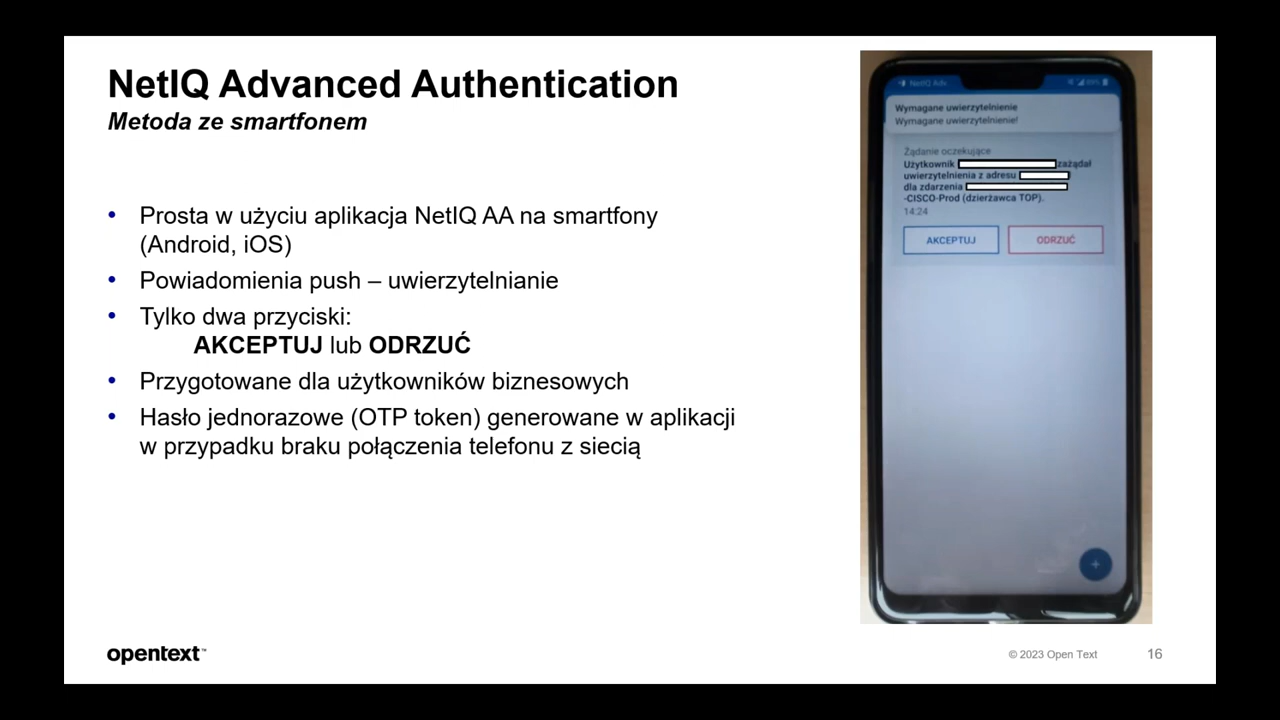 NetIQ Advanced Authentication
Metoda ze smartfonem
• Prosta w użyciu aplikacja NetIQ AA na smartfony
(Android, iOS)
• Powiadomienia push – uwierzytelnianie
• Tylko dwa przyciski:
AKCEPTUJ lub ODRZUĆ
• Przygotowane dla użytkowników biznesowych
• Hasło jednorazowe (OTP token) generowane w aplikacji
w przypadku braku połączenia telefonu z siecią
NetIQ Adv
Wymagane uwierzytelnienie
Wymagane uwierzytelnienie!
Żądanie oczekujące
Użytkownik zażądał
uwierzytelnienia z adresu
dla zdarzenia
-CISCO-Prod (dzierżawca TOP).
14:24
AKCEPTUJ ODRZUĆ
+
opentext™
© 2023 Open Text 16